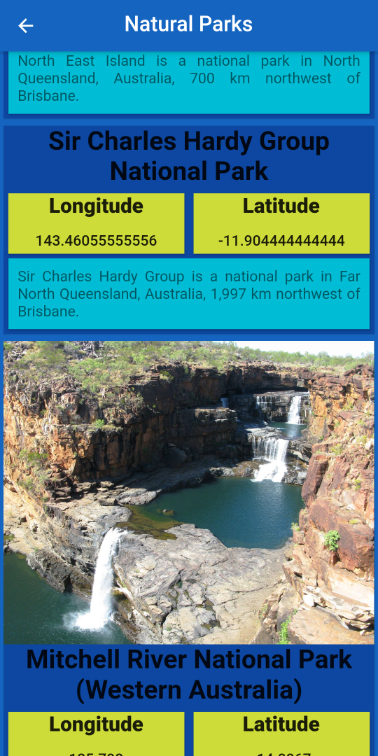 Natural Parks
North East Island is a national park in North
Queensland, Australia, 700 km northwest of
Brisbane.
Sir Charles Hardy Group
National Park
Longitude
Latitude
143.46055555556
-11.904444444444
Sir Charles Hardy Group is a national park in Far
North Queensland, Australia, 1,997 km northwest of
Brisbane.
Mitchell River National Park
(Western Australia)
Longitude
Latitude